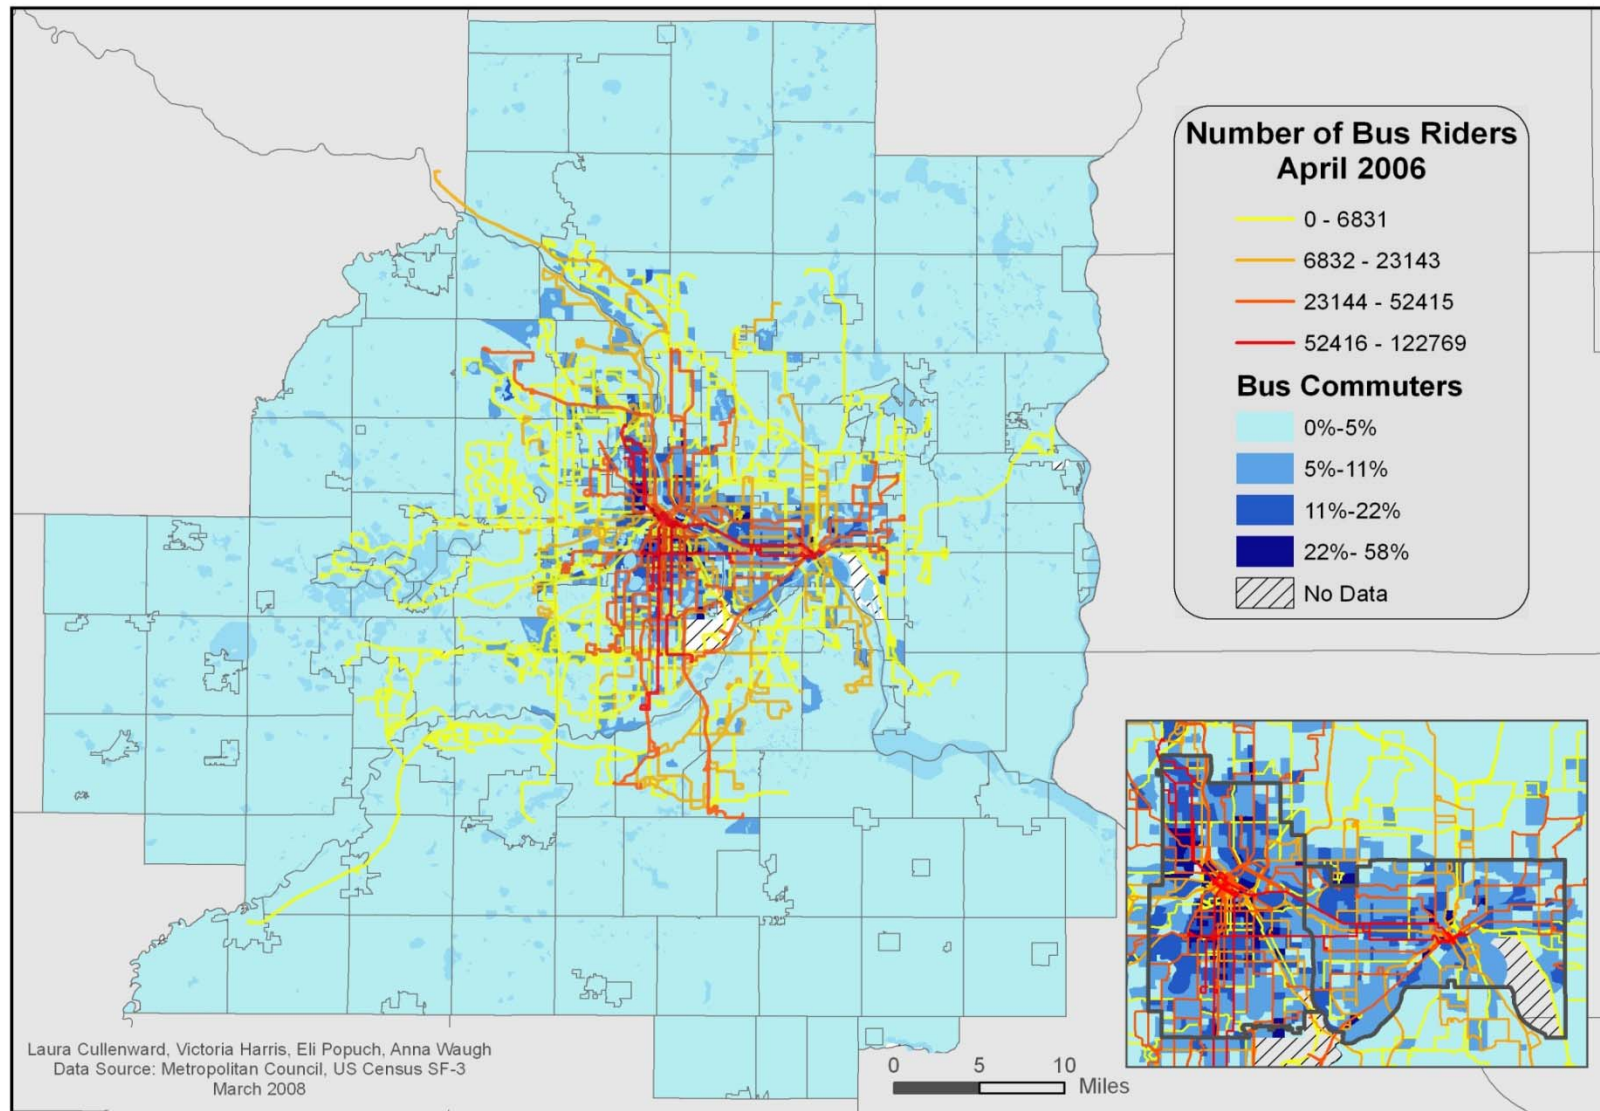 Number of Bus Riders
April 2006
0 - 6831
6832 - 23143
23144 - 52415
52416 - 122769
Bus Commuters
0%-5%
5%-11%
11%-22%
22%- 58%
No Data
Laura Cullenward, Victoria Harris, Eli Popuch, Anna Waugh
Data Source: Metropolitan Council, US Census SF-3
March 2008
0 5 10
Miles